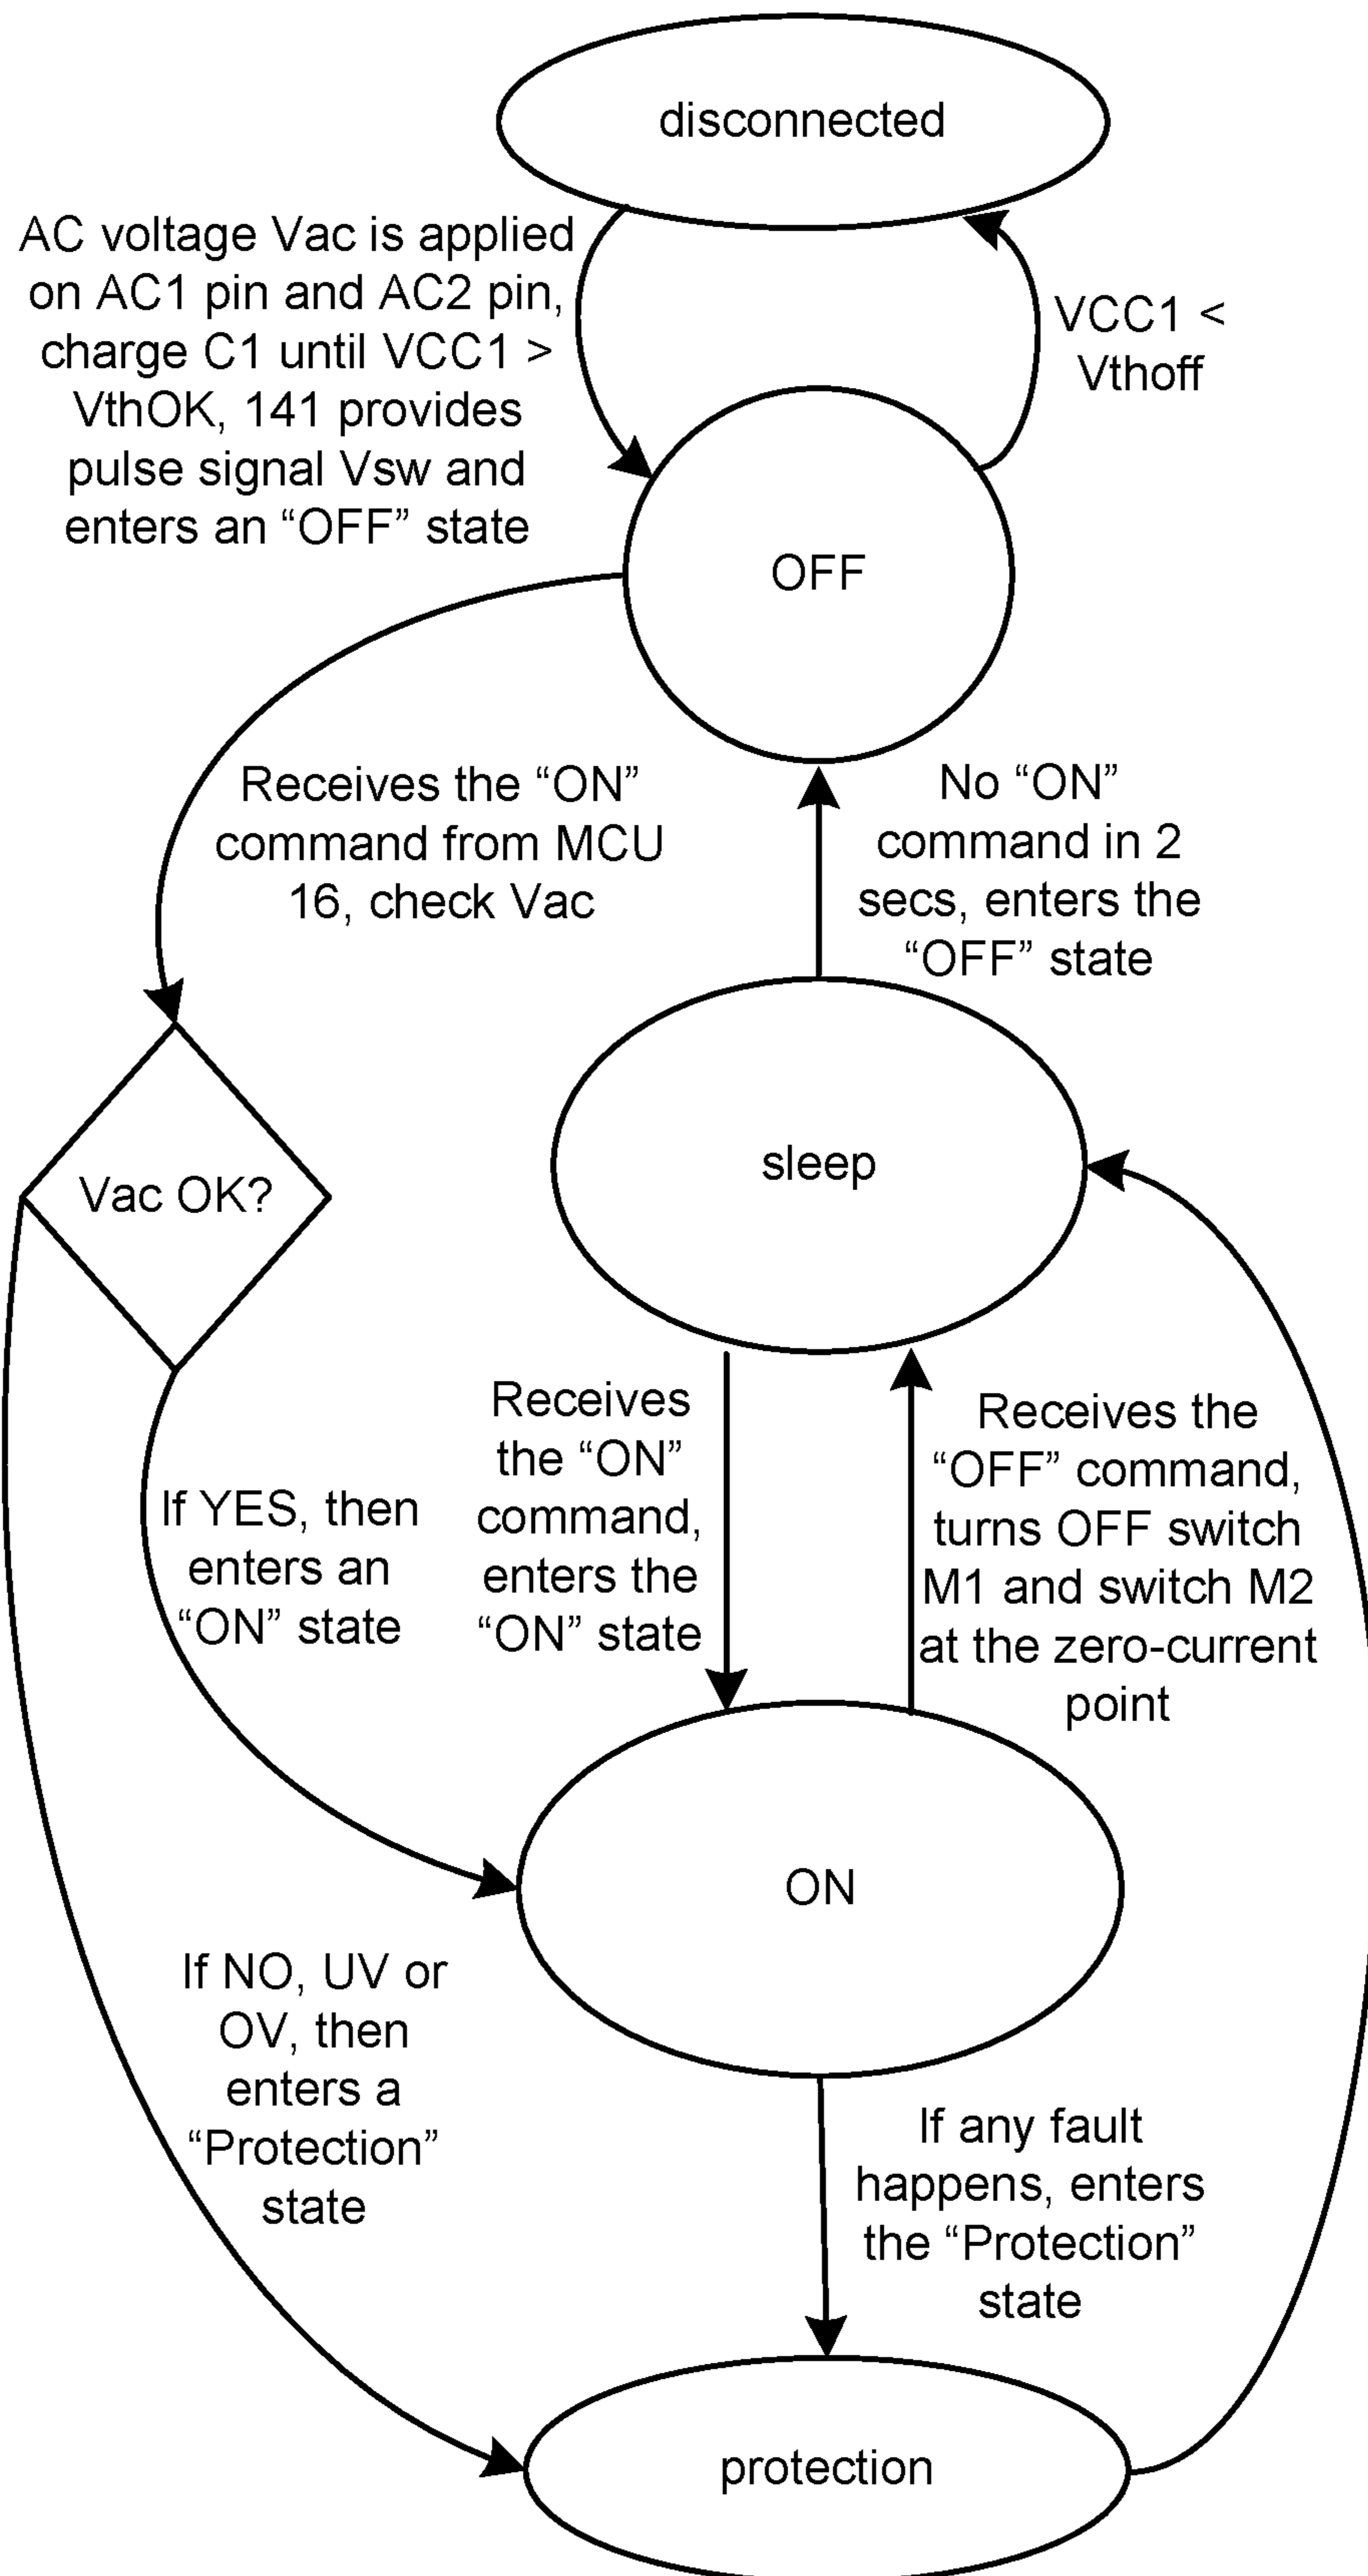 disconnected
AC voltage Vac is applied
on AC1 pin and AC2 pin,
charge C1 until VCC1 >
VthOK, 141 provides
pulse signal Vsw and
enters an “OFF” state
VCC1 <
Vthoff
OFF
Receives the “ON”
command from MCU
16, check Vac
No “ON”
command in 2
secs, enters the
“OFF” state
Vac OK?
sleep
If YES, then
enters an
“ON” state
Receives
the “ON”
command,
enters the
“ON” state
Receives the
“OFF” command,
turns OFF switch
M1 and switch M2
at the zero-current
point
ON
If NO, UV or
OV, then
enters a
“Protection”
state
If any fault
happens, enters
the “Protection”
state
protection